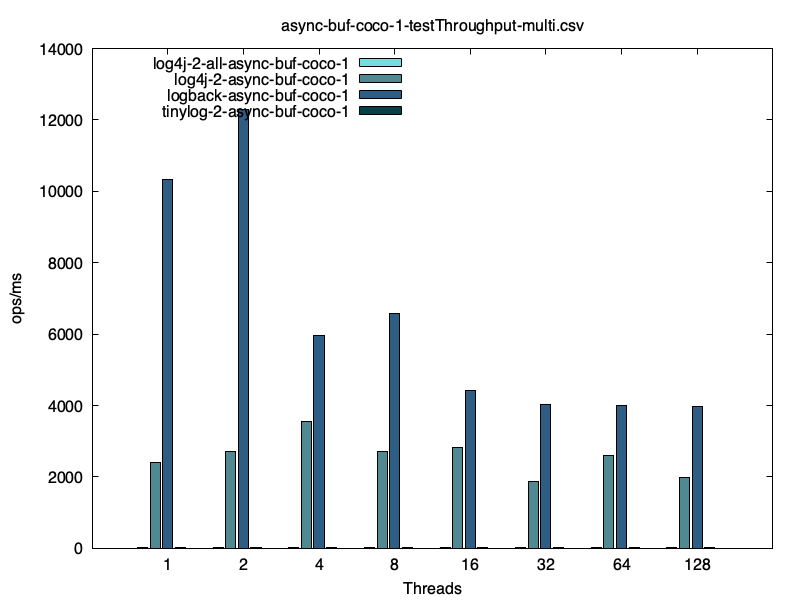 async-buf-coco-1-testThroughput-multi.csv
14000
12000
10000
8000
6000
4000
2000
0
ops/ms
log4j-2-all-async-buf-coco-1
log4j-2-async-buf-coco-1
logback-async-buf-coco-1
tinylog-2-async-buf-coco-1
1 2 4 8 16 32 64 128
Threads